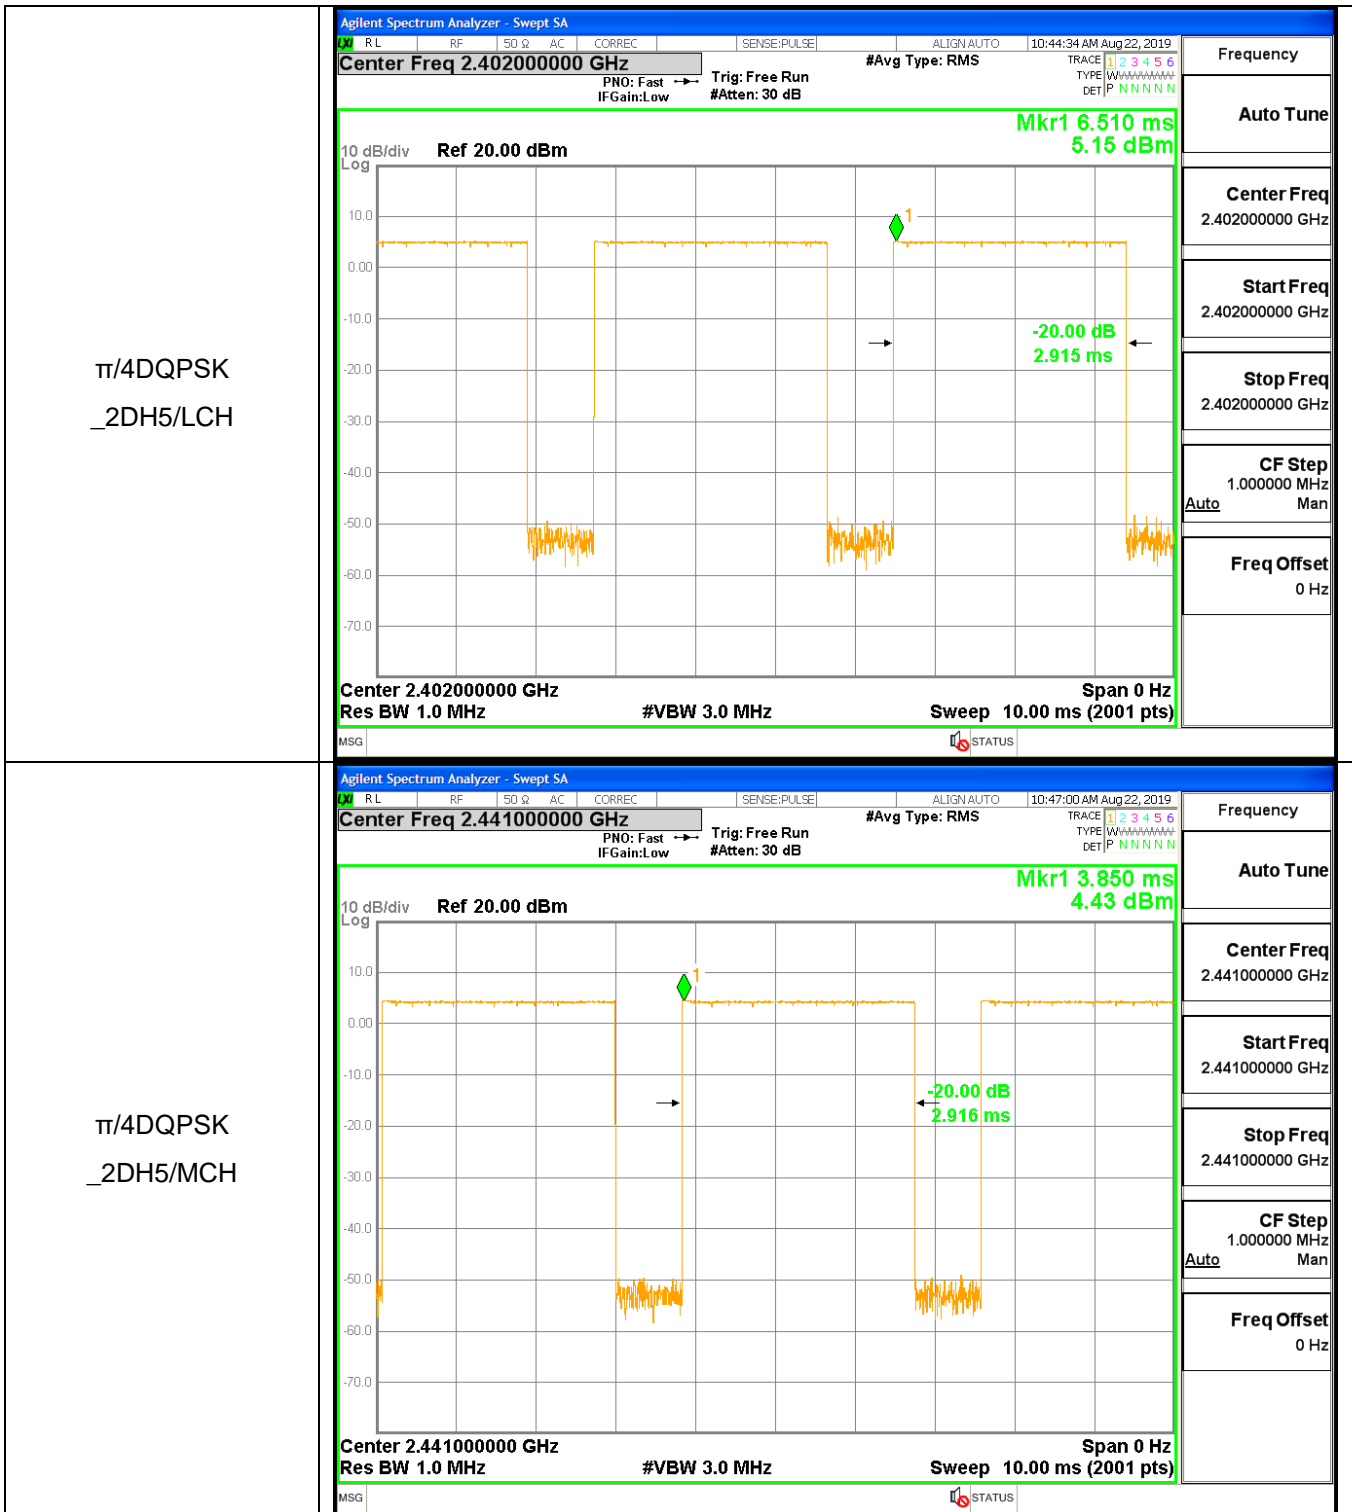 π/4DQPSK
_2DH5/LCH
Agilent Spectrum Analyzer - Swept SA
LXI RL RF 50 Ω AC CORREC SENSE:PULSE ALIGN AUTO 10:44:34 AM Aug 22, 2019
Center Freq 2.402000000 GHz #Avg Type: RMS TRACE 1 2 3 4 5 6
PNO: Fast Trig: Free Run TYPE
IFGain:Low #Atten: 30 dB DET P N N N N N
Mkr1 6.510 ms
5.15 dBm
10 dB/div Ref 20.00 dBm
Log
10.0
1
0.00
-10.0
-20.00 dB
2.915 ms
-20.0
-30.0
-40.0
-50.0
-60.0
-70.0
Center 2.402000000 GHz Span 0 Hz
Res BW 1.0 MHz #VBW 3.0 MHz Sweep 10.00 ms (2001 pts)
MSG STATUS
Frequency
Auto Tune
Center Freq
2.402000000 GHz
Start Freq
2.402000000 GHz
Stop Freq
2.402000000 GHz
CF Step
1.000000 MHz
Auto Man
Freq Offset
0 Hz
π/4DQPSK
_2DH5/MCH
Agilent Spectrum Analyzer - Swept SA
LXI RL RF 50 Ω AC CORREC SENSE:PULSE ALIGN AUTO 10:47:00 AM Aug 22, 2019
Center Freq 2.441000000 GHz #Avg Type: RMS TRACE 1 2 3 4 5 6
PNO: Fast Trig: Free Run TYPE
IFGain:Low #Atten: 30 dB DET P N N N N N
Mkr1 3.850 ms
4.43 dBm
10 dB/div Ref 20.00 dBm
Log
10.0
1
0.00
-10.0
-20.00 dB
2.916 ms
-20.0
-30.0
-40.0
-50.0
-60.0
-70.0
Center 2.441000000 GHz Span 0 Hz
Res BW 1.0 MHz #VBW 3.0 MHz Sweep 10.00 ms (2001 pts)
MSG STATUS
Frequency
Auto Tune
Center Freq
2.441000000 GHz
Start Freq
2.441000000 GHz
Stop Freq
2.441000000 GHz
CF Step
1.000000 MHz
Auto Man
Freq Offset
0 Hz